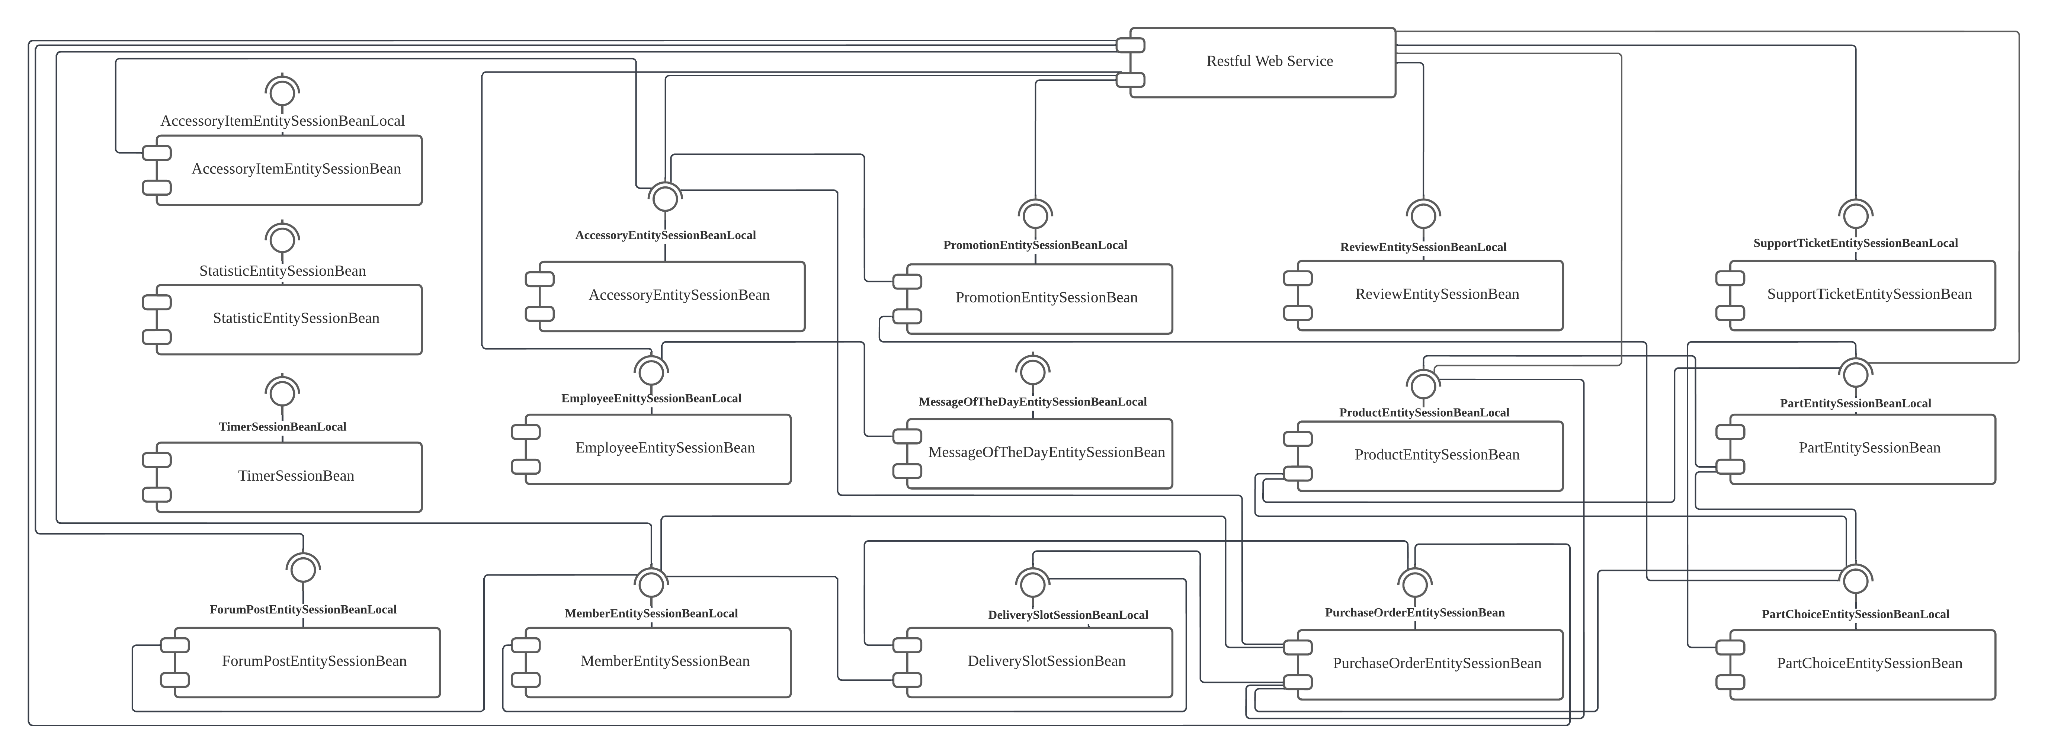 Restful Web Service
AccessoryItemEntitySessionBeanLocal
AccessoryItemEntitySessionBean
AccessoryEntitySessionBeanLocal
PromotionEntitySessionBeanLocal
ReviewEntitySessionBeanLocal
SupportTicketEntitySessionBeanLocal
StatisticEntitySessionBean
AccessoryEntitySessionBean
PromotionEntitySessionBean
ReviewEntitySessionBean
SupportTicketEntitySessionBean
StatisticEntitySessionBean
EmployeeEnititySessionBeanLocal
MessageOfTheDayEntitySessionBeanLocal
ProductEntitySessionBeanLocal
PartEntitySessionBeanLocal
TimerSessionBeanLocal
EmployeeEntitySessionBean
MessageOfTheDayEntitySessionBean
ProductEntitySessionBean
PartEntitySessionBean
TimerSessionBean
ForumPostEntitySessionBeanLocal
MemberEntitySessionBeanLocal
DeliverySlotSessionBeanLocal
PurchaseOrderEntitySessionBean
PartChoiceEntitySessionBeanLocal
ForumPostEntitySessionBean
MemberEntitySessionBean
DeliverySlotSessionBean
PurchaseOrderEntitySessionBean
PartChoiceEntitySessionBean